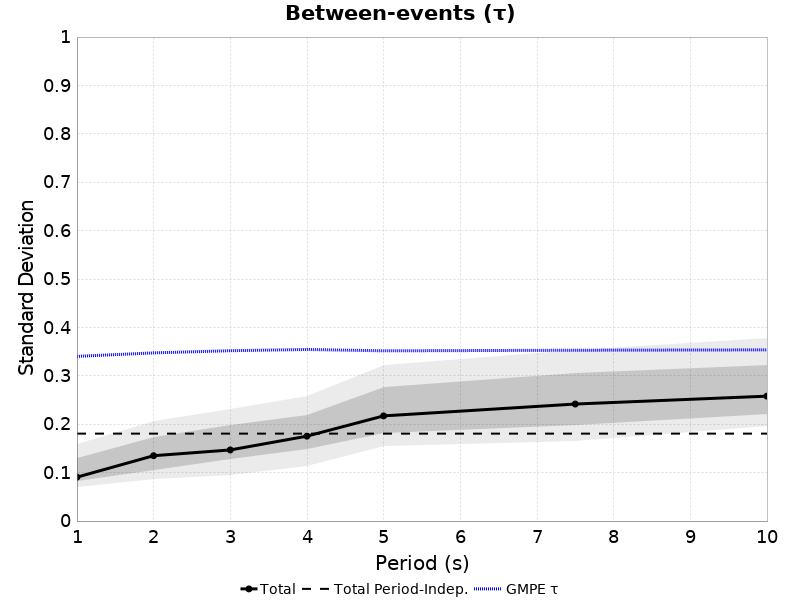 Between-events (τ)
Standard Deviation
1
0.9
0.8
0.7
0.6
0.5
0.4
0.3
0.2
0.1
0
1 2 3 4 5 6 7 8 9 10
Period (s)
Total Total Period-Indep. GMPE τ